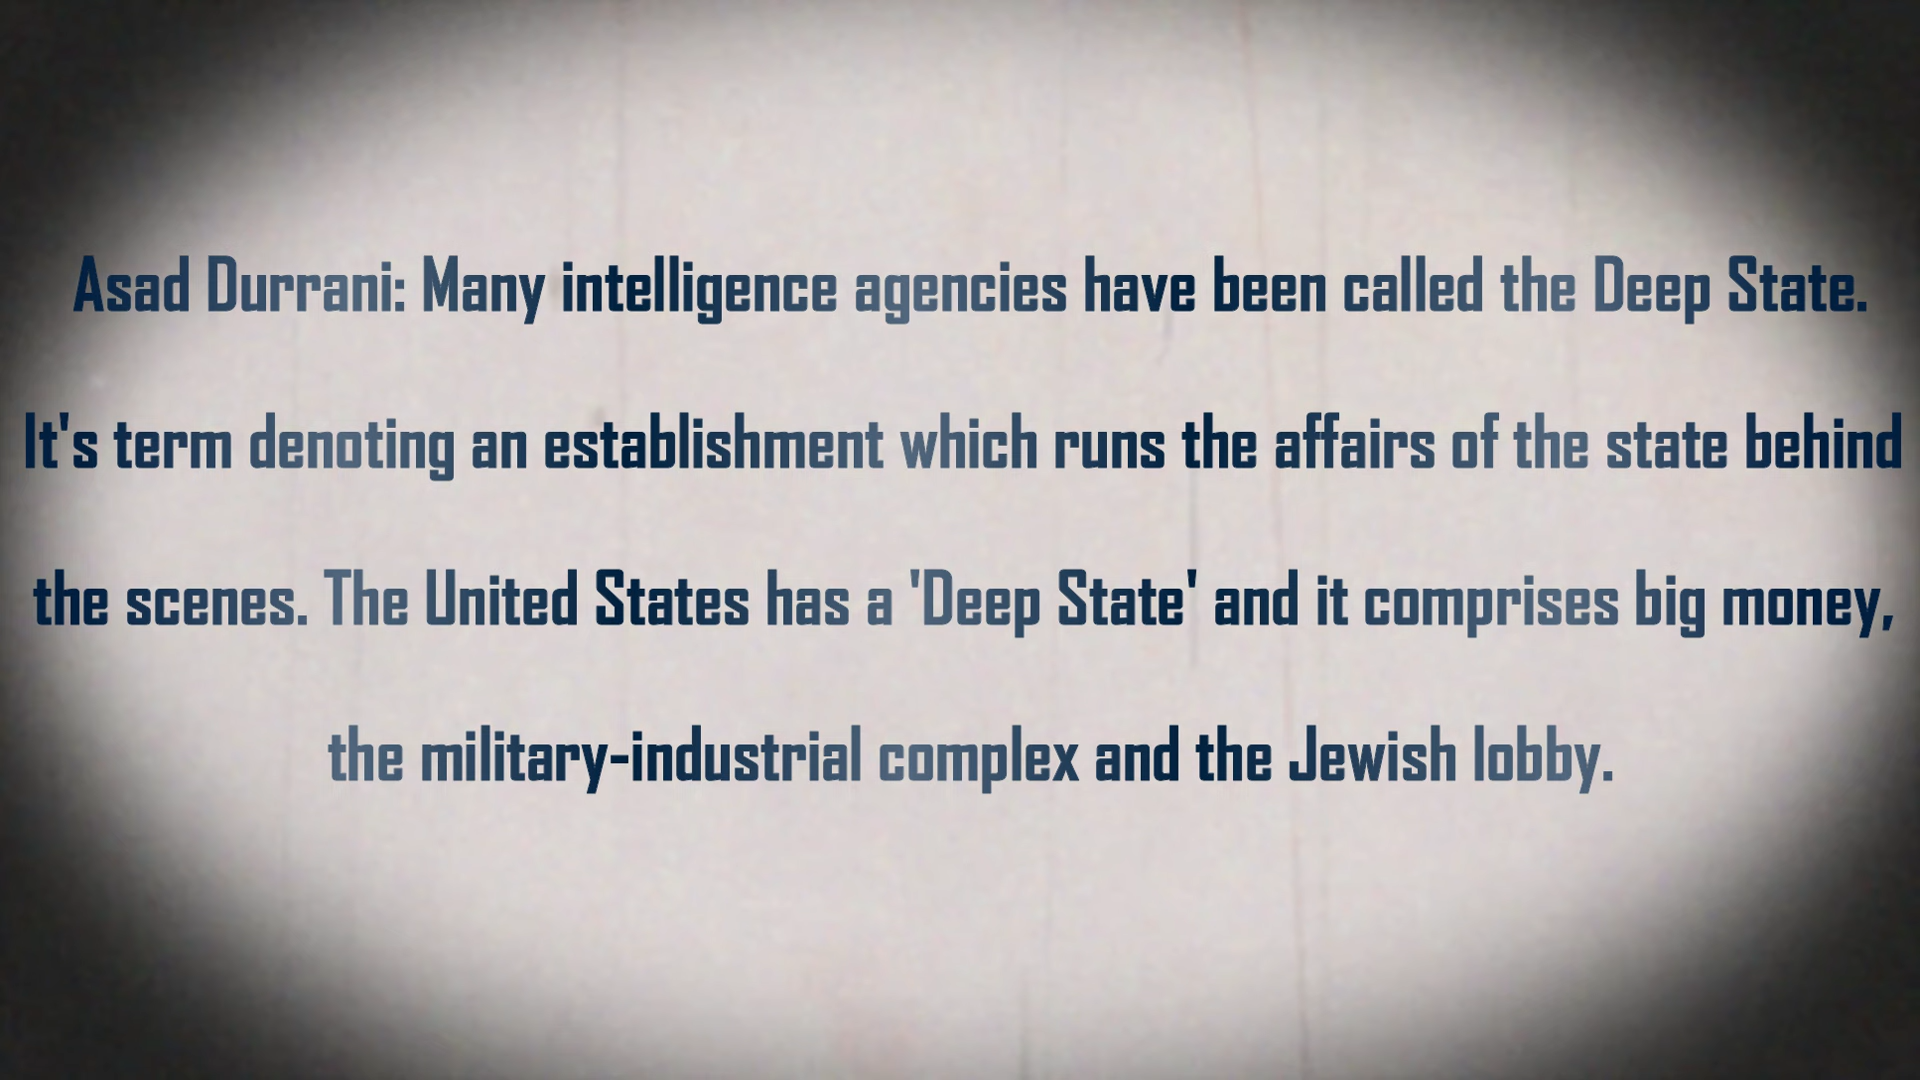 Asad Durrani: Many intelligence agencies have been called the Deep State.
It's term denoting an establishment which runs the affairs of the state behind
the scenes. The United States has a 'Deep State' and it comprises big money,
the military-industrial complex and the Jewish lobby.